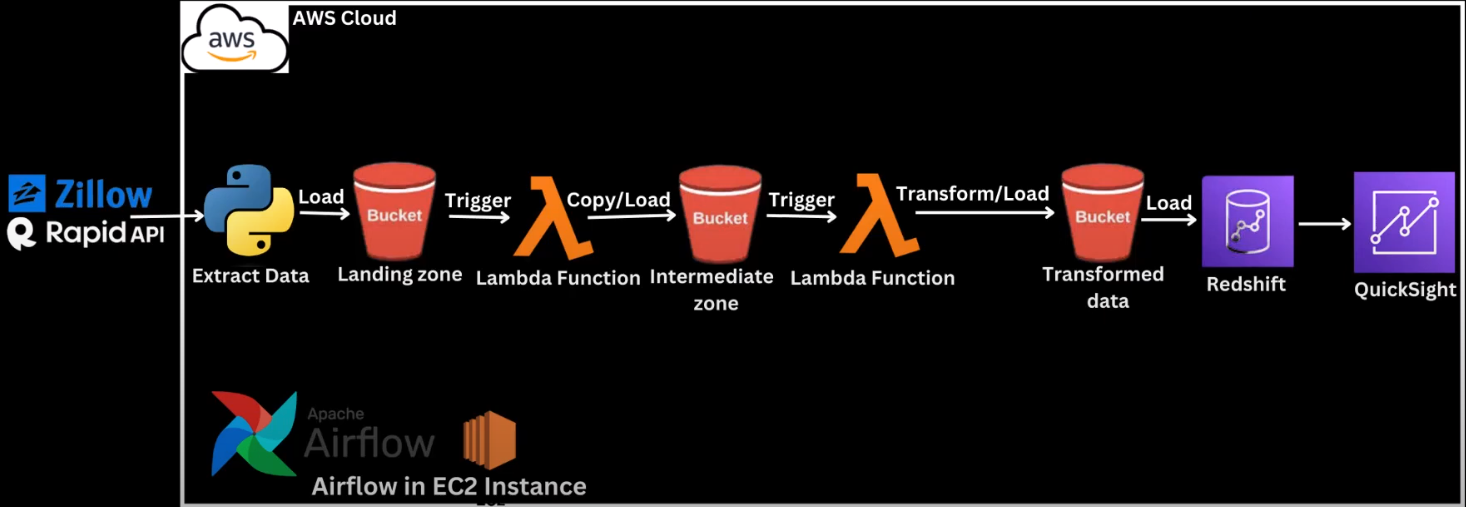 AWS Cloud
aws
Zillow
Rapid API
Load
Trigger
Copy/Load
Trigger
Transform/Load
Load
Bucket
Bucket
Bucket
Extract Data
Landing zone
Lambda Function
Intermediate
zone
Lambda Function
Transformed
data
Redshift
QuickSight
Apache
Airflow
Airflow in EC2 Instance